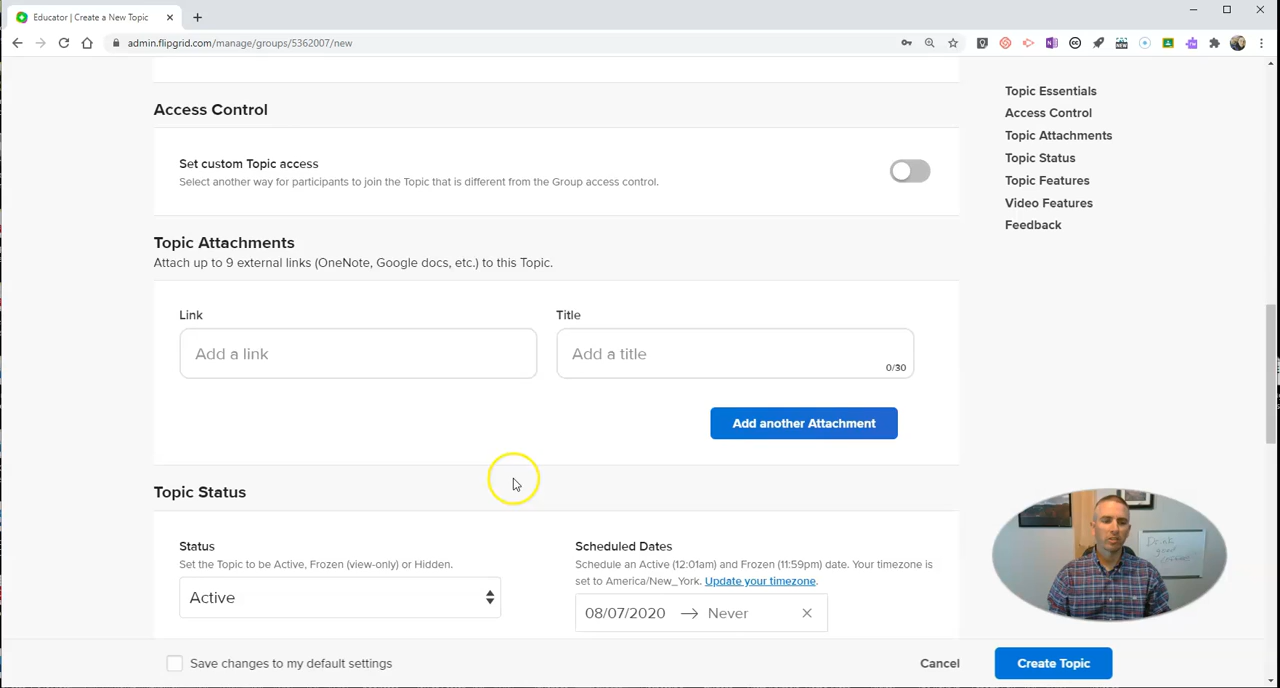 Educator | Create a New Topic
admin.flipgrid.com/manage/groups/5362007/new
Access Control
Set custom Topic access
Select another way for participants to join the Topic that is different from the Group access control.
Topic Attachments
Attach up to 9 external links (OneNote, Google docs, etc.) to this Topic.
Link
Title
Add a link
Add a title
0/30
Add another Attachment
Topic Status
Status
Scheduled Dates
Set the Topic to be Active, Frozen (view-only) or Hidden.
Schedule an Active (12:01am) and Frozen (11:59pm) date. Your timezone is set to America/New_York. Update your timezone.
Active
08/07/2020 → Never
Save changes to my default settings
Cancel
Create Topic
Topic Essentials
Access Control
Topic Attachments
Topic Status
Topic Features
Video Features
Feedback
Drink
your